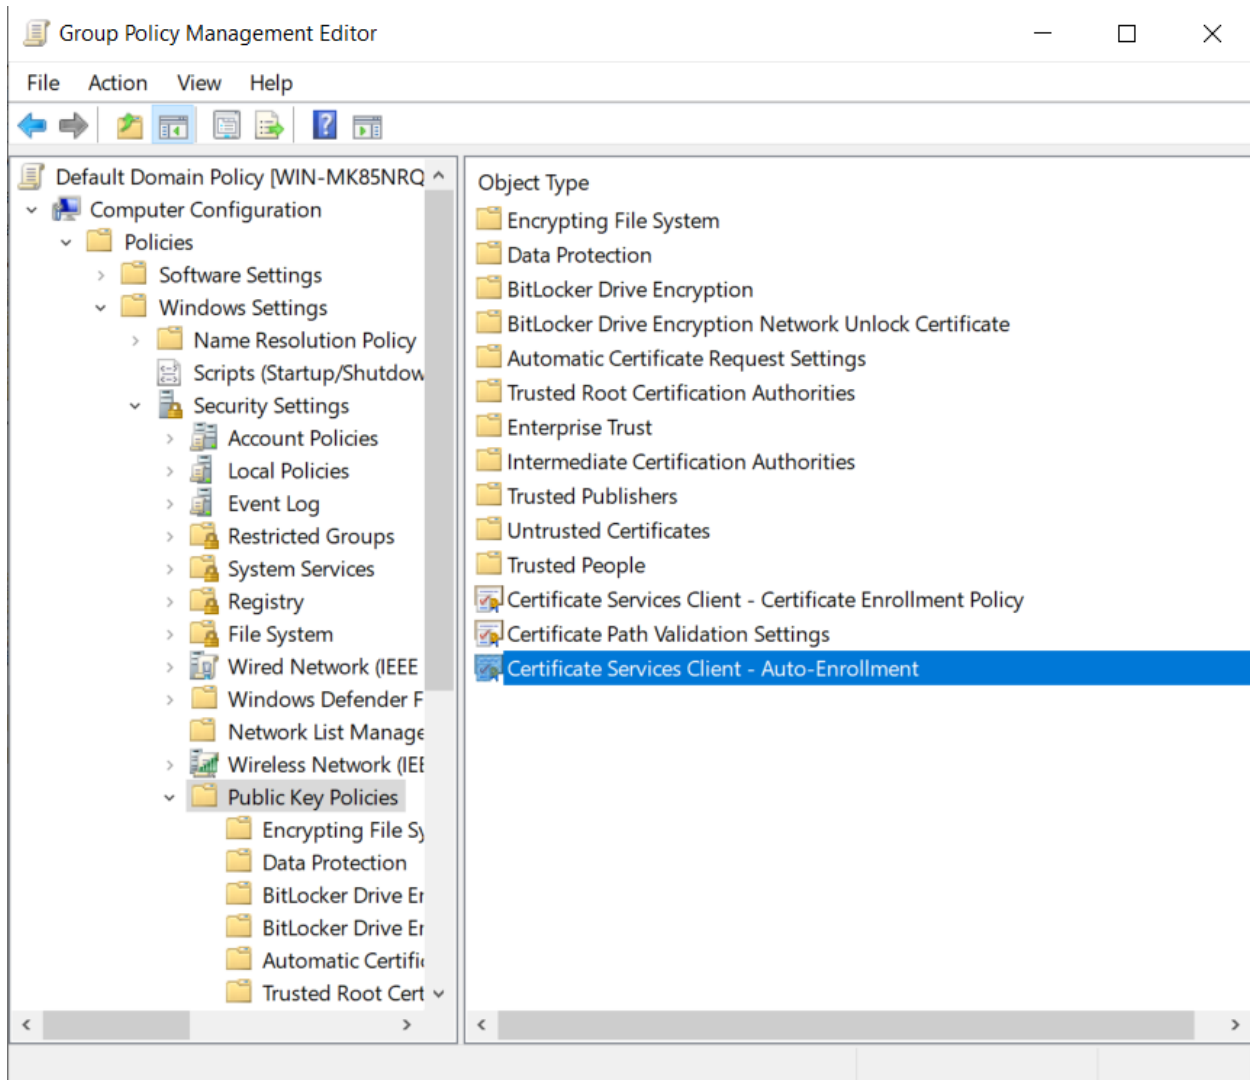 Group Policy Management Editor
File Action View Help
Default Domain Policy [WIN-MK85NRQ
Computer Configuration
Policies
Software Settings
Windows Settings
Name Resolution Policy
Scripts (Startup/Shutdow
Security Settings
Account Policies
Local Policies
Event Log
Restricted Groups
System Services
Registry
File System
Wired Network (IEEE
Windows Defender F
Network List Manage
Wireless Network (IEE
Public Key Policies
Encrypting File Sy
Data Protection
BitLocker Drive Er
BitLocker Drive Er
Automatic Certific
Trusted Root Cert
Object Type
Encrypting File System
Data Protection
BitLocker Drive Encryption
BitLocker Drive Encryption Network Unlock Certificate
Automatic Certificate Request Settings
Trusted Root Certification Authorities
Enterprise Trust
Intermediate Certification Authorities
Trusted Publishers
Untrusted Certificates
Trusted People
Certificate Services Client - Certificate Enrollment Policy
Certificate Path Validation Settings
Certificate Services Client - Auto-Enrollment